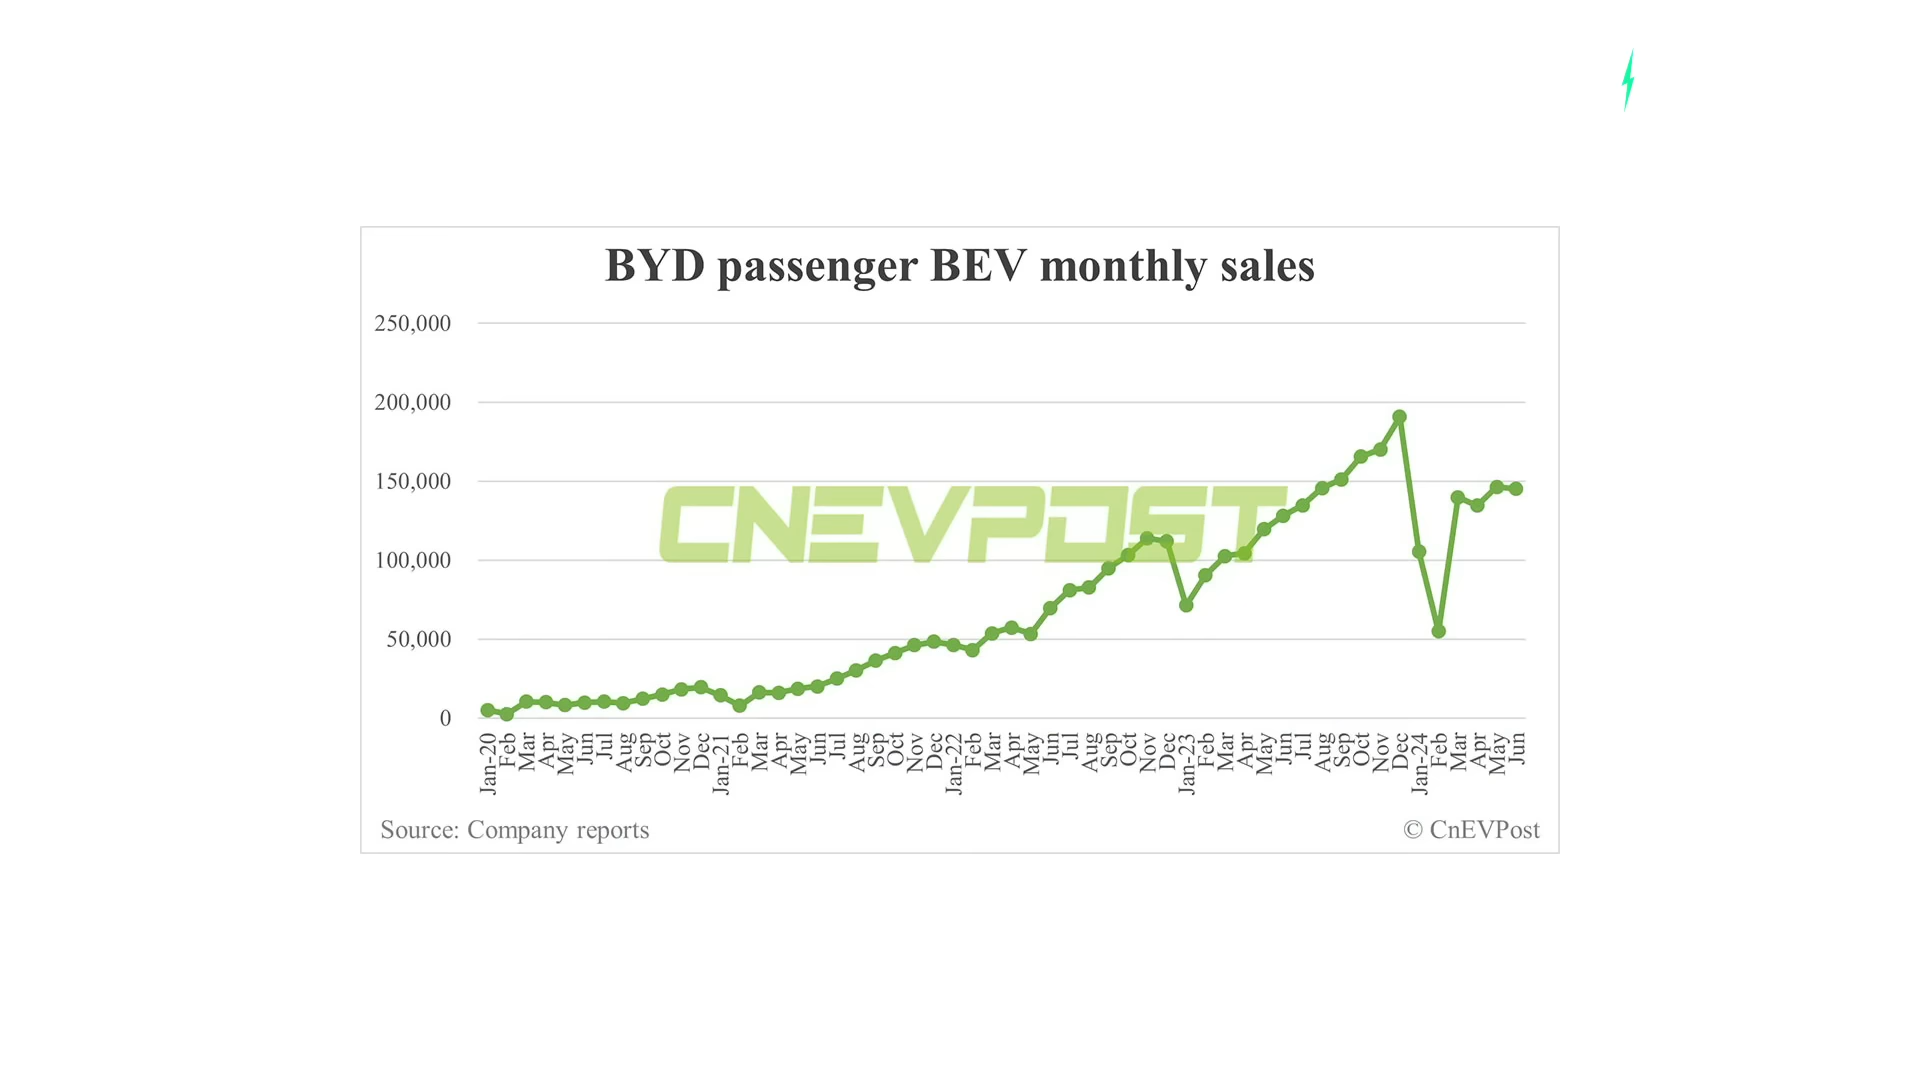 BYD passenger BEV monthly sales
250,000
200,000
150,000
CNEVPOST
100,000
50,000
0
Jan-20 Feb Mar Apr May Jun Jul Aug Sep Oct Nov Dec Jan-21 Feb Mar Apr May Jun Jul Aug Sep Oct Nov Dec Jan-22 Feb Mar Apr May Jun Jul Aug Sep Oct Nov Dec Jan-23 Feb Mar Apr May Jun Jul Aug Sep Oct Nov Dec Jan-24 Feb Mar Apr May Jun
Source: Company reports
© CnEVPost